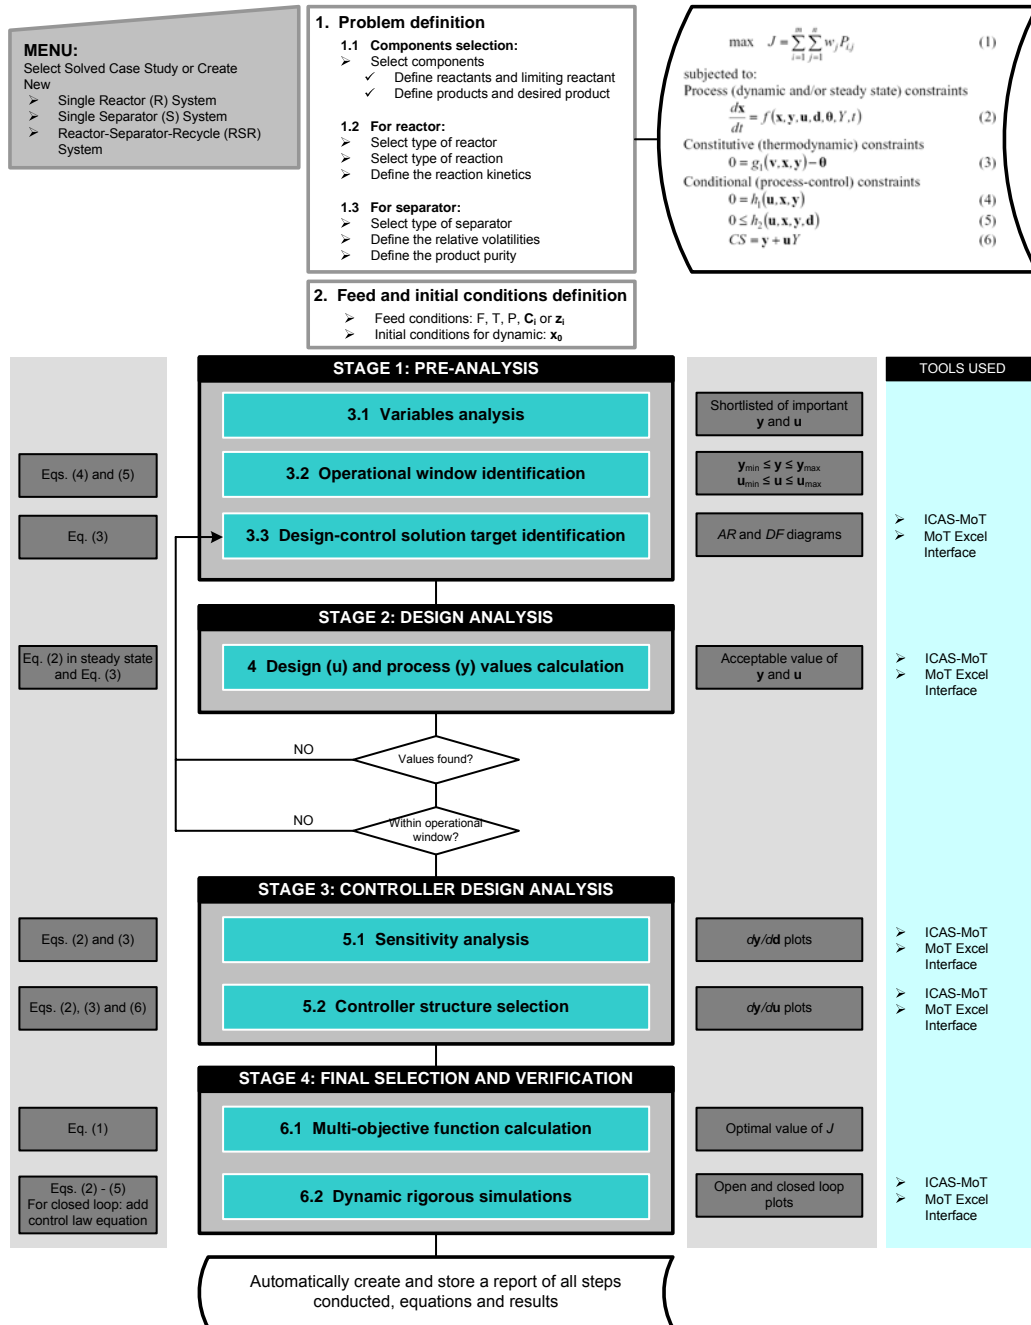 MENU:
Select Solved Case Study or Create
New
➢ Single Reactor (R) System
➢ Single Separator (S) System
➢ Reactor-Separator-Recycle (RSR)
System
1. Problem definition
1.1 Components selection:
➢ Select components
✓ Define reactants and limiting reactant
✓ Define products and desired product
1.2 For reactor:
➢ Select type of reactor
➢ Select type of reaction
➢ Define the reaction kinetics
1.3 For separator:
➢ Select type of separator
➢ Define the relative volatilities
➢ Define the product purity
max J = ∑_{i=1}^{m} ∑_{j=1}^{n} w_j P_{i,j} (1)
subjected to:
Process (dynamic and/or steady state) constraints
dx/dt = f(x, y, u, d, θ, Y, t) (2)
Constitutive (thermodynamic) constraints
0 = g₁(v, x, y) − θ (3)
Conditional (process-control) constraints
0 = h₁(u, x, y) (4)
0 ≤ h₂(u, x, y, d) (5)
CS = y + uY (6)
2. Feed and initial conditions definition
➢ Feed conditions: F, T, P, C_i or z_i
➢ Initial conditions for dynamic: x₀
STAGE 1: PRE-ANALYSIS
TOOLS USED
3.1 Variables analysis
Shortlisted of important
y and u
Eqs. (4) and (5)
3.2 Operational window identification
y_min ≤ y ≤ y_max
u_min ≤ u ≤ u_max
Eq. (3)
3.3 Design-control solution target identification
AR and DF diagrams
➢ ICAS-MoT
➢ MoT Excel
Interface
STAGE 2: DESIGN ANALYSIS
Eq. (2) in steady state
and Eq. (3)
4 Design (u) and process (y) values calculation
Acceptable value of
y and u
➢ ICAS-MoT
➢ MoT Excel
Interface
NO
Values found?
NO
Within operational
window?
STAGE 3: CONTROLLER DESIGN ANALYSIS
Eqs. (2) and (3)
5.1 Sensitivity analysis
dy/dd plots
➢ ICAS-MoT
➢ MoT Excel
Interface
Eqs. (2), (3) and (6)
5.2 Controller structure selection
dy/du plots
➢ ICAS-MoT
➢ MoT Excel
Interface
STAGE 4: FINAL SELECTION AND VERIFICATION
Eq. (1)
6.1 Multi-objective function calculation
Optimal value of J
Eqs. (2) - (5)
For closed loop: add
control law equation
6.2 Dynamic rigorous simulations
Open and closed loop
plots
➢ ICAS-MoT
➢ MoT Excel
Interface
Automatically create and store a report of all steps
conducted, equations and results